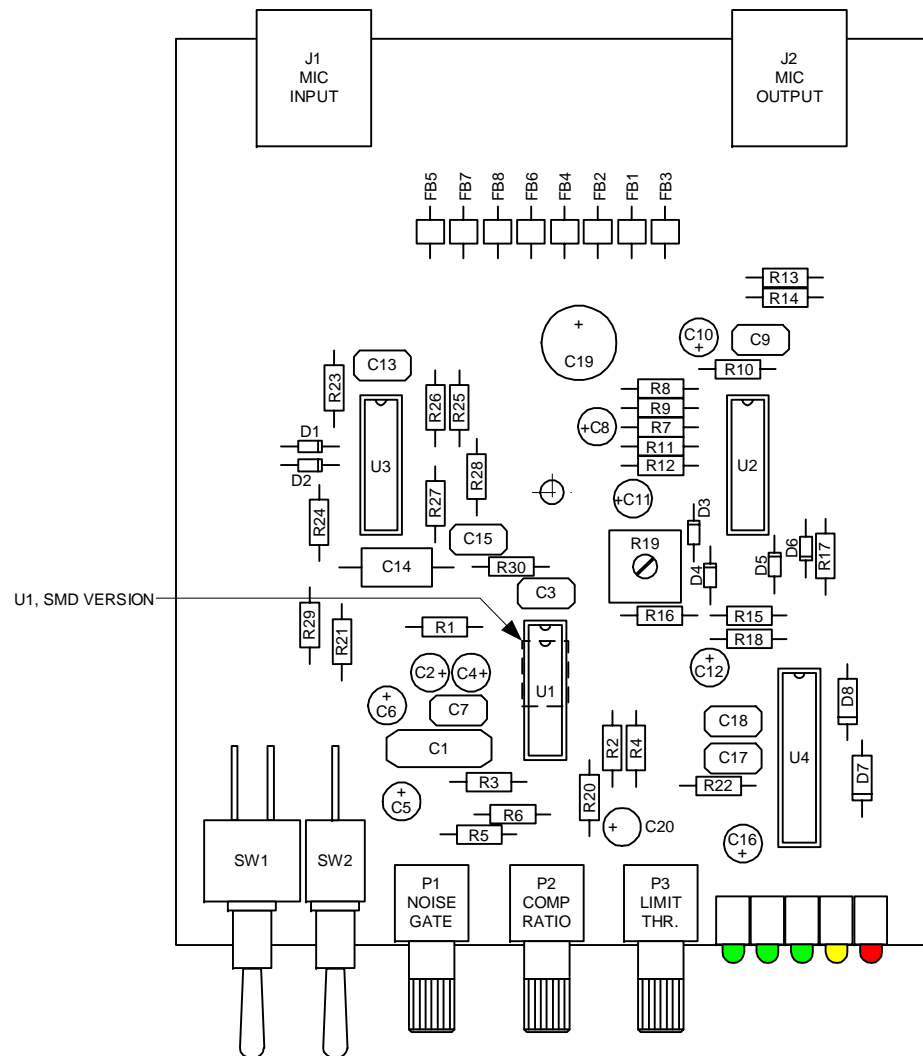 J1
MIC
INPUT
J2
MIC
OUTPUT
FB5
FB7
FB8
FB6
FB4
FB2
FB1
FB3
R13
R14
+
C19
C10
+
C9
R10
C13
R23
R26
R25
R8
R9
R7
R11
R12
+C8
D1
D2
U3
U2
R28
R27
R24
+C11
D3
C15
R19
D4
D5
D6
R17
C14
R30
C3
U1, SMD VERSION
R29
R21
R1
R16
R15
R18
C2+
C4+
+
C12
U1
+
C6
C7
D8
C18
C1
R2
R4
C17
U4
D7
R3
R22
R20
+
C5
R6
R5
+
C20
C16
+
SW1
SW2
P1
NOISE
GATE
P2
COMP
RATIO
P3
LIMIT
THR.